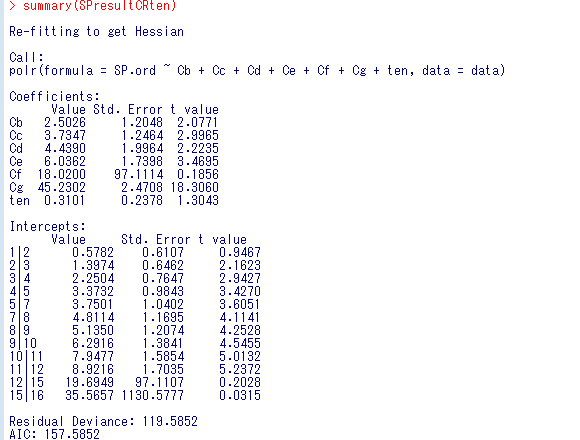 > summary(SPresultCRten)
Re-fitting to get Hessian
Call:
polr(formula = SP.ord ~ Cb + Cc + Cd + Ce + Cf + Cg + ten, data = data)
Coefficients:
Value Std. Error t value
Cb 2.5026 1.2048 2.0771
Cc 3.7347 1.2464 2.9965
Cd 4.4390 1.9964 2.2235
Ce 6.0362 1.7398 3.4695
Cf 18.0200 97.1114 0.1856
Cg 45.2302 2.4708 18.3060
ten 0.3101 0.2378 1.3043
Intercepts:
Value Std. Error t value
1|2 0.5782 0.6107 0.9467
2|3 1.3974 0.6462 2.1623
3|4 2.2504 0.7647 2.9427
4|5 3.3732 0.9843 3.4270
5|7 3.7501 1.0402 3.6051
7|8 4.8114 1.1695 4.1141
8|9 5.1350 1.2074 4.2528
9|10 6.2916 1.3841 4.5455
10|11 7.9477 1.5854 5.0132
11|12 8.9216 1.7035 5.2372
12|15 19.6949 97.1107 0.2028
15|16 35.5657 1130.5777 0.0315
Residual Deviance: 119.5852
AIC: 157.5852